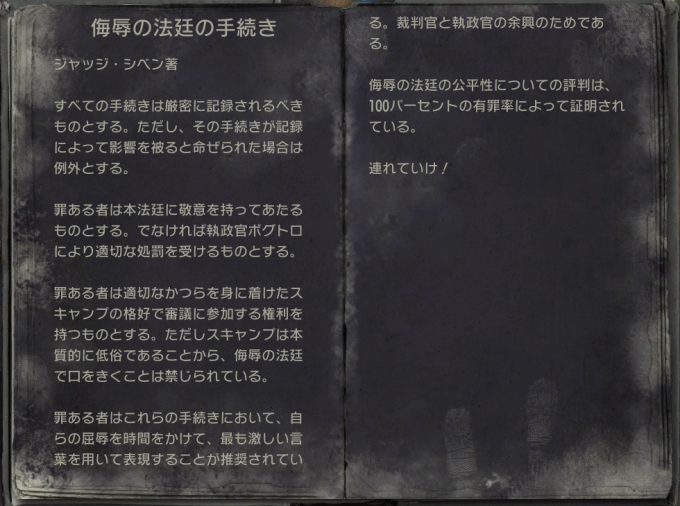 侮辱の法廷の手続き
ジャッジ・シベン著
すべての手続きは厳密に記録されるべき
ものとする。ただし、その手続きが記録
によって影響を被ると命ぜられた場合は
例外とする。
罪ある者は本法廷に敬意を持ってあたる
ものとする。でなければ執政官ボグトロ
により適切な処罰を受けるものとする。
罪ある者は適切なかつらを身に着けたス
キャンプの格好で審議に参加する権利を
持つものとする。ただしスキャンプは本
質的に低俗であることから、侮辱の法廷
で口をきくことは禁じられている。
罪ある者はこれらの手続きにおいて、自
らの屈辱を時間をかけて、最も激しい言
葉を用いて表現することが推奨されてい
る。裁判官と執政官の余興のためであ
る。
侮辱の法廷の公平性についての評判は、
100パーセントの有罪率によって証明され
ている。
連れていけ！